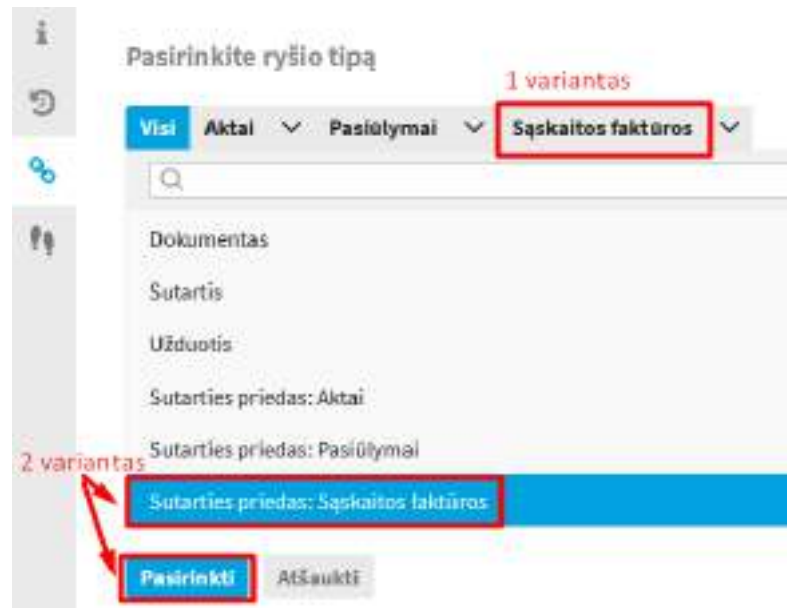 Pasirinkite ryšio tipą
1 variantas
Visi Aktai Pasiūlymai Sąskaitos faktūros
Dokumentas
Sutartis
Užduotis
Sutarties priedas: Aktai
Sutarties priedas: Pasiūlymai
2 variantas
Sutarties priedas: Sąskaitos faktūros
Pasirinkti Atšaukti